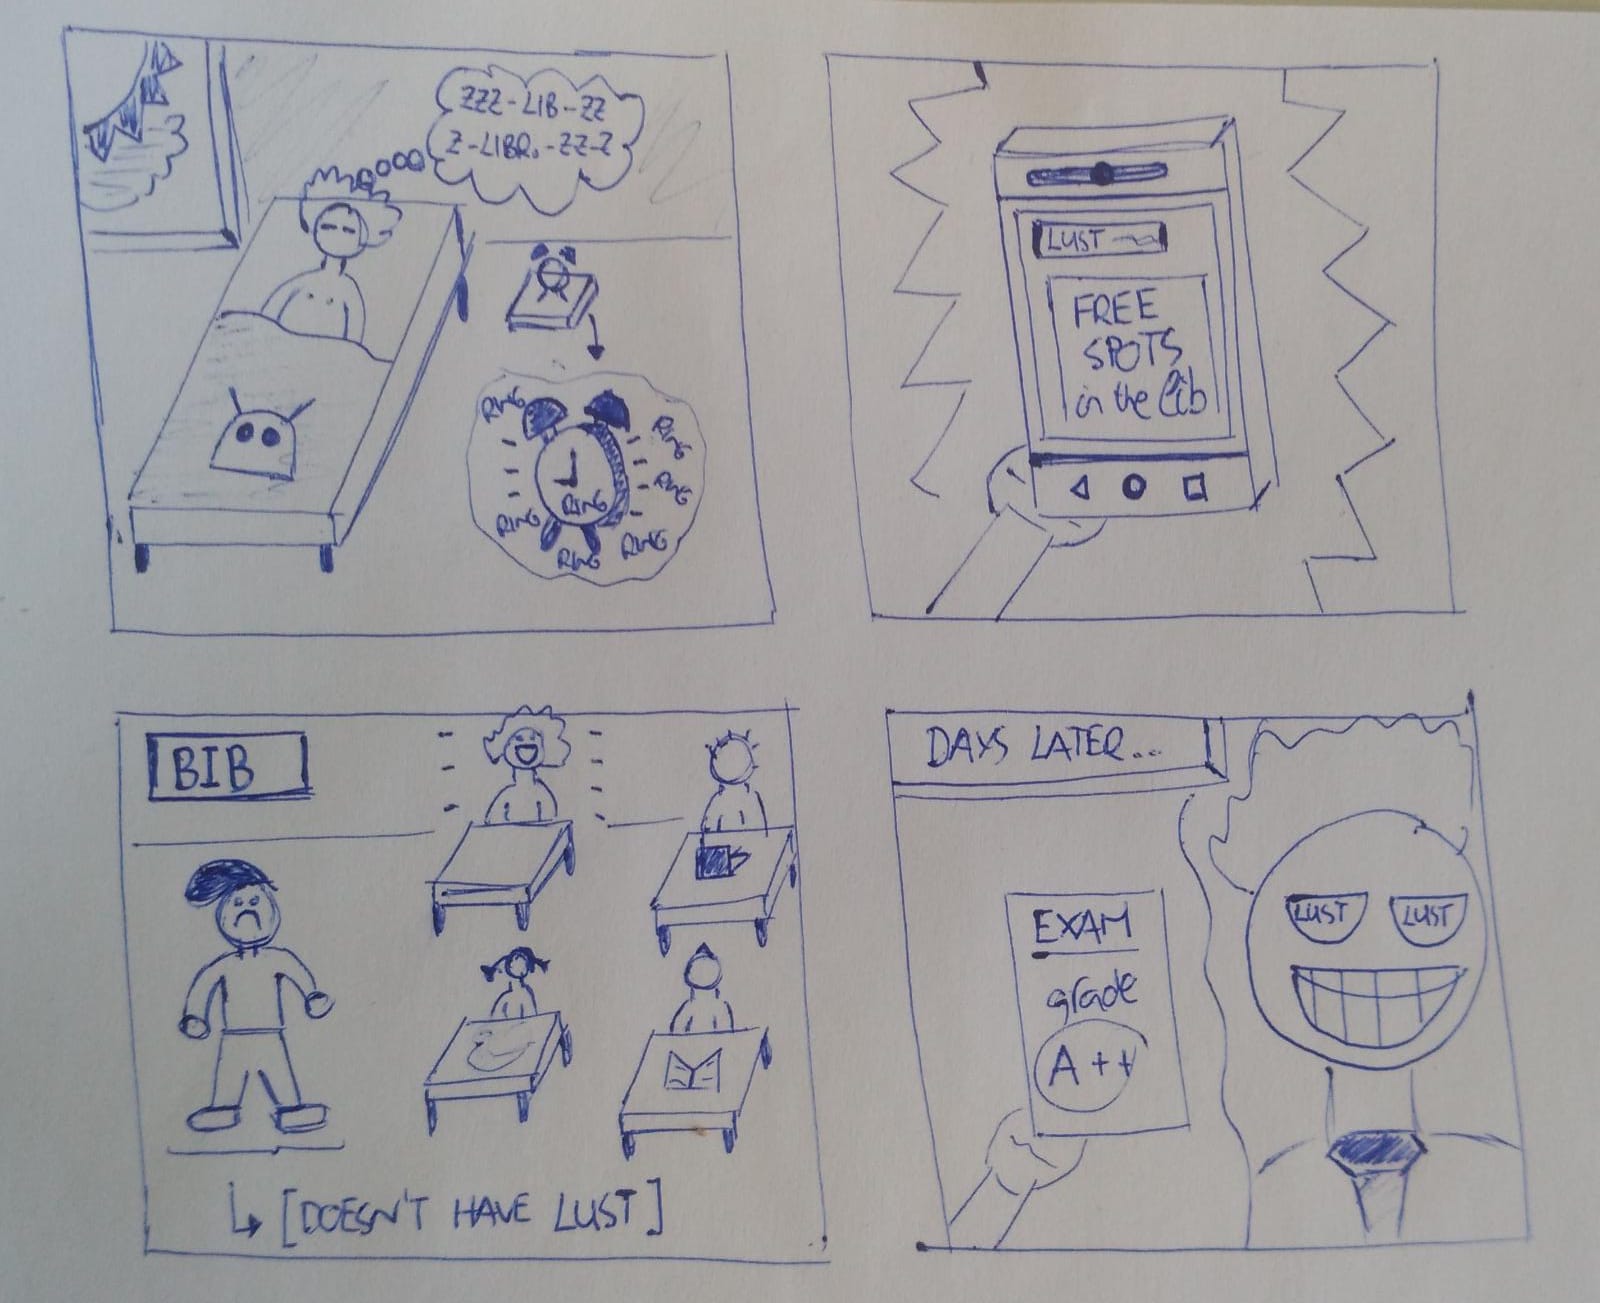 ZZZ-LIB-ZZ
Z-LIBR.-ZZ-Z
RING
RING
RING
RING
RING
RING
RING
LUST
FREE
SPOTS
in the lib
BIB
[DOESN'T HAVE LUST]
DAYS LATER...
EXAM
grade
A++
LUST LUST